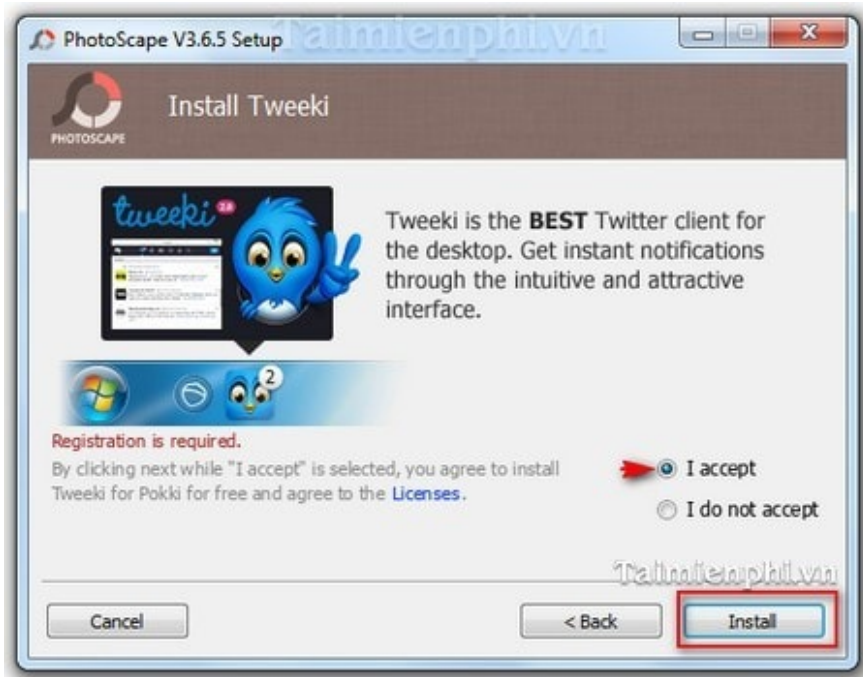 PhotoScape V3.6.5 Setup
Taimienphi.vn
PHOTOSCAPE
Install Tweeki
tweeki 2.0
Tweeki is the BEST Twitter client for
the desktop. Get instant notifications
through the intuitive and attractive
interface.
2
Registration is required.
By clicking next while "I accept" is selected, you agree to install
Tweeki for Pokki for free and agree to the Licenses.
I accept
I do not accept
Taimienphi.vn
Cancel
< Back
Install